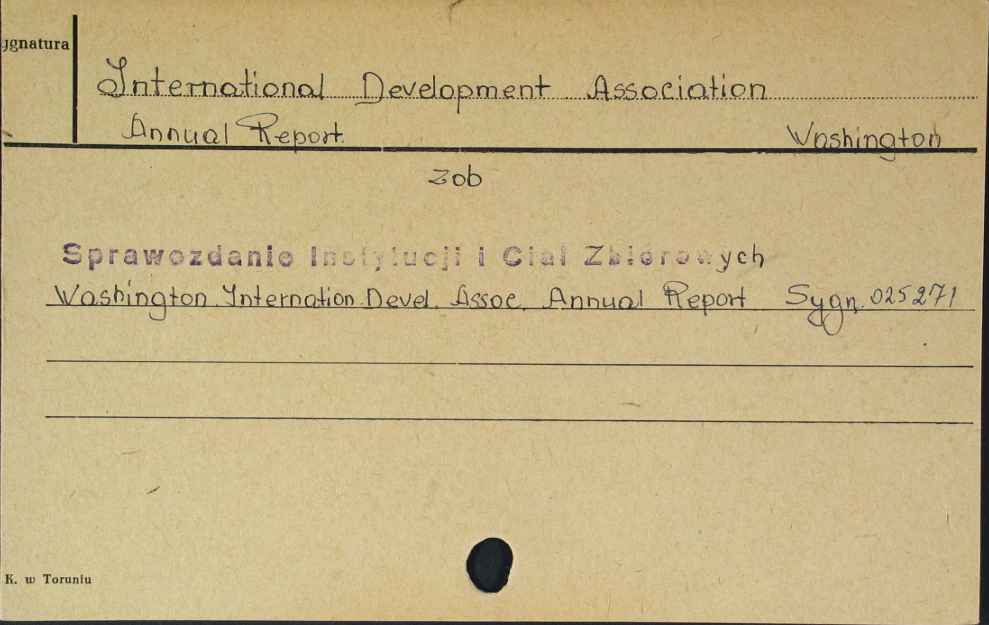 ygnatura
International Development Association
Annual Report Washington
zob
Sprawozdanie Instytucji i Ciał Zbiorowych
Washington Internation. Devel. Assoc. Annual Report Sygn. 025271
K. w Toruniu